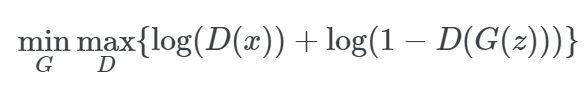 min max{log(D(x)) + log(1 − D(G(z)))}
G D